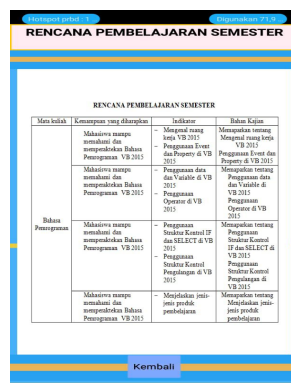 Hotspot prbd : 1
Digunakan 71,9
RENCANA PEMBELAJARAN SEMESTER
RENCANA PEMBELAJARAN SEMESTER
Mata kuliah
Kemampuan yang diharapkan
Indikator
Bahan Kajian
Bahasa
Pemrograman
Mahasiswa mampu
memahami dan
memperaktekan Bahasa
Pemrograman VB 2015
- Mengenal ruang
kerja VB 2015
- Penggunaan Event
dan Property di VB
2015
Memaparkan tentang
Mengenal ruang kerja
VB 2015
Penggunaan Event dan
Property di VB 2015
Mahasiswa mampu
memahami dan
memperaktekan Bahasa
Pemrograman VB 2015
- Penggunaan data
dan Variable di VB
2015
- Penggunaan
Operator di VB
2015
Memaparkan tentang
Penggunaan data
dan Variable di
VB 2015
Penggunaan
Operator di VB
2015
Mahasiswa mampu
memahami dan
memperaktekan Bahasa
Pemrograman VB 2015
- Penggunaan
Struktur Kontrol IF
dan SELECT di VB
2015
- Penggunaan
Struktur Kontrol
Pengulangan di VB
2015
Memaparkan tentang
Penggunaan
Struktur Kontrol
IF dan SELECT di
VB 2015
Penggunaan
Struktur Kontrol
Pengulangan di
VB 2015
Mahasiswa mampu
memahami dan
memperaktekan Bahasa
Pemrograman VB 2015
- Menjelaskan jenis-
jenis produk
pembelajaran
Memaparkan tentang
Menjelaskan jenis-
jenis produk
pembelajaran
Kembali